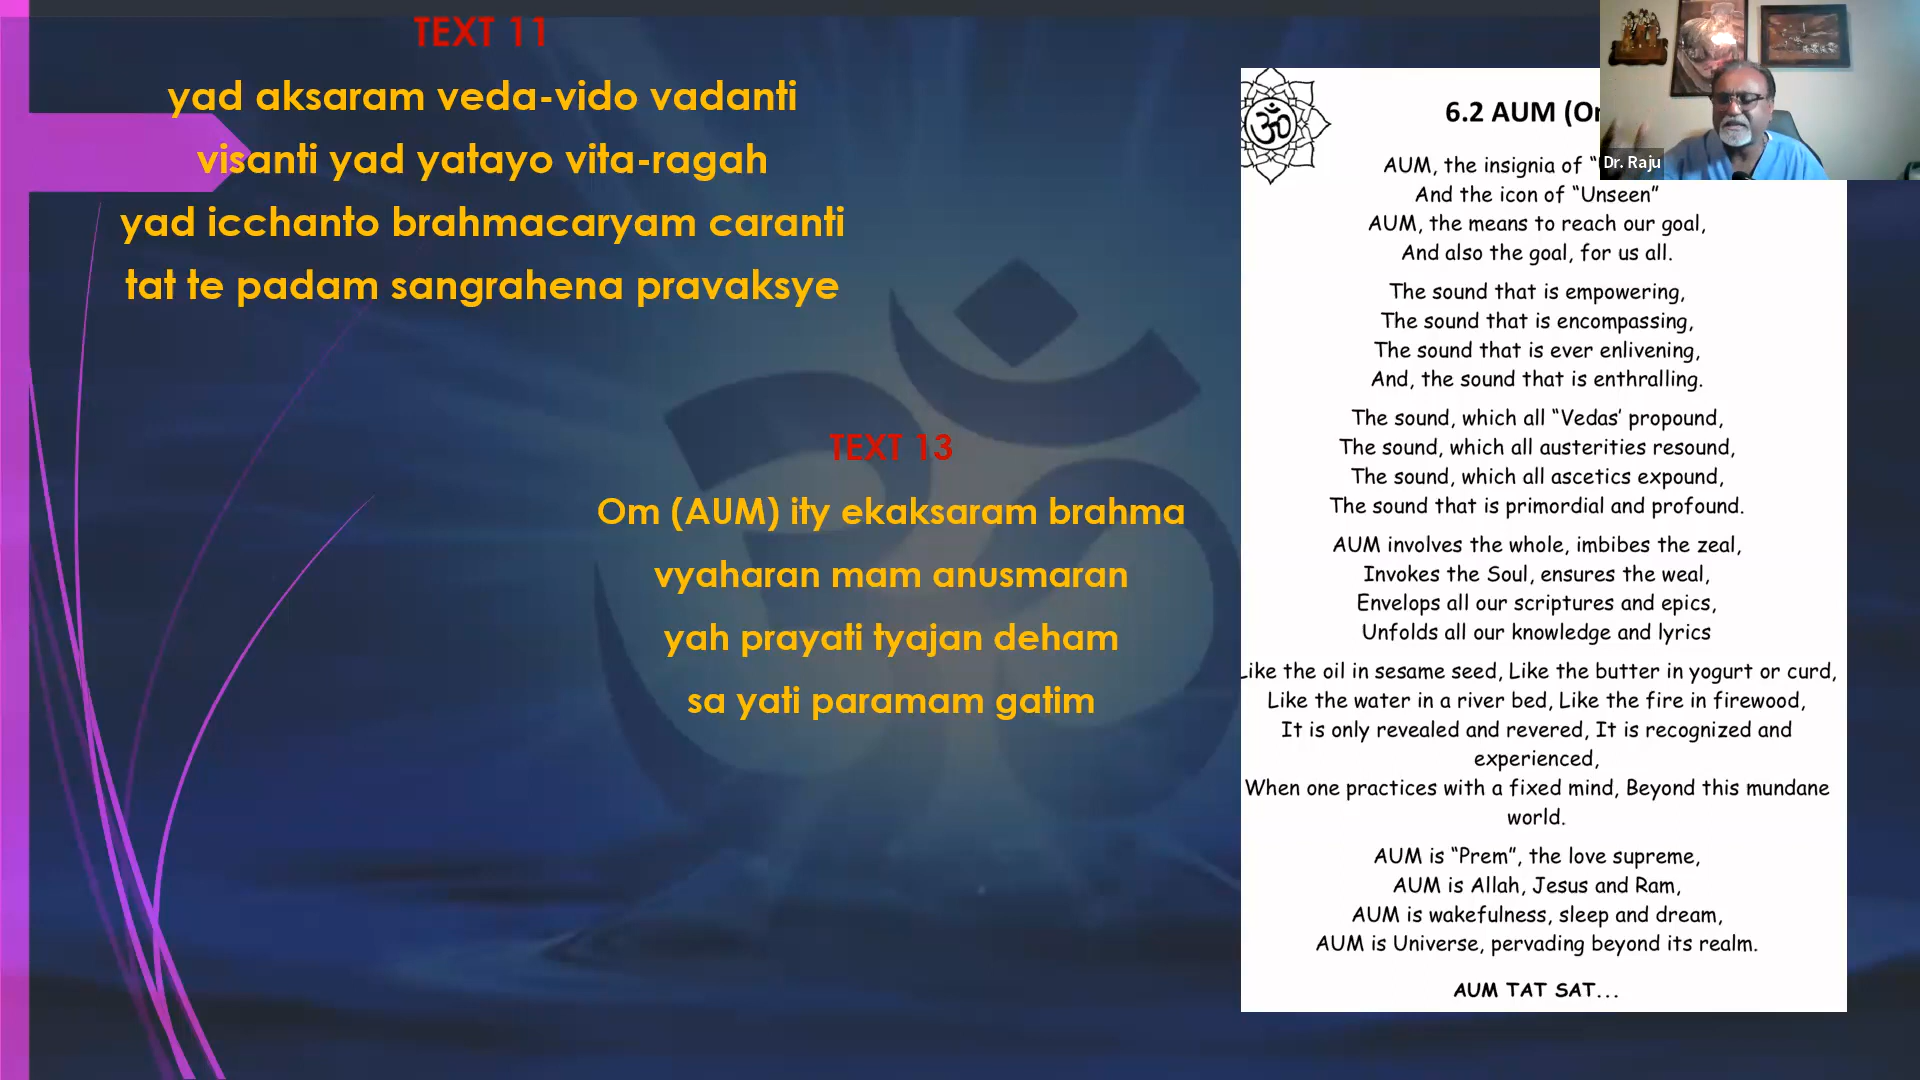 TEXT 11
yad aksaram veda-vido vadanti
visanti yad yatayo vita-ragah
yad icchanto brahmacaryam caranti
tat te padam sangrahena pravaksye
TEXT 13
Om (AUM) ity ekaksaram brahma
vyaharan mam anusmaran
yah prayati tyajan deham
sa yati paramam gatim
ॐ
6.2 AUM (O
AUM, the insignia of “
And the icon of “Unseen”
AUM, the means to reach our goal,
And also the goal, for us all.
The sound that is empowering,
The sound that is encompassing,
The sound that is ever enlivening,
And, the sound that is enthralling.
The sound, which all “Vedas’ propound,
The sound, which all austerities resound,
The sound, which all ascetics expound,
The sound that is primordial and profound.
AUM involves the whole, imbibes the zeal,
Invokes the Soul, ensures the weal,
Envelops all our scriptures and epics,
Unfolds all our knowledge and lyrics
Like the oil in sesame seed, Like the butter in yogurt or curd,
Like the water in a river bed, Like the fire in firewood,
It is only revealed and revered, It is recognized and
experienced,
When one practices with a fixed mind, Beyond this mundane
world.
AUM is “Prem”, the love supreme,
AUM is Allah, Jesus and Ram,
AUM is wakefulness, sleep and dream,
AUM is Universe, pervading beyond its realm.
AUM TAT SAT...
Dr. Raju